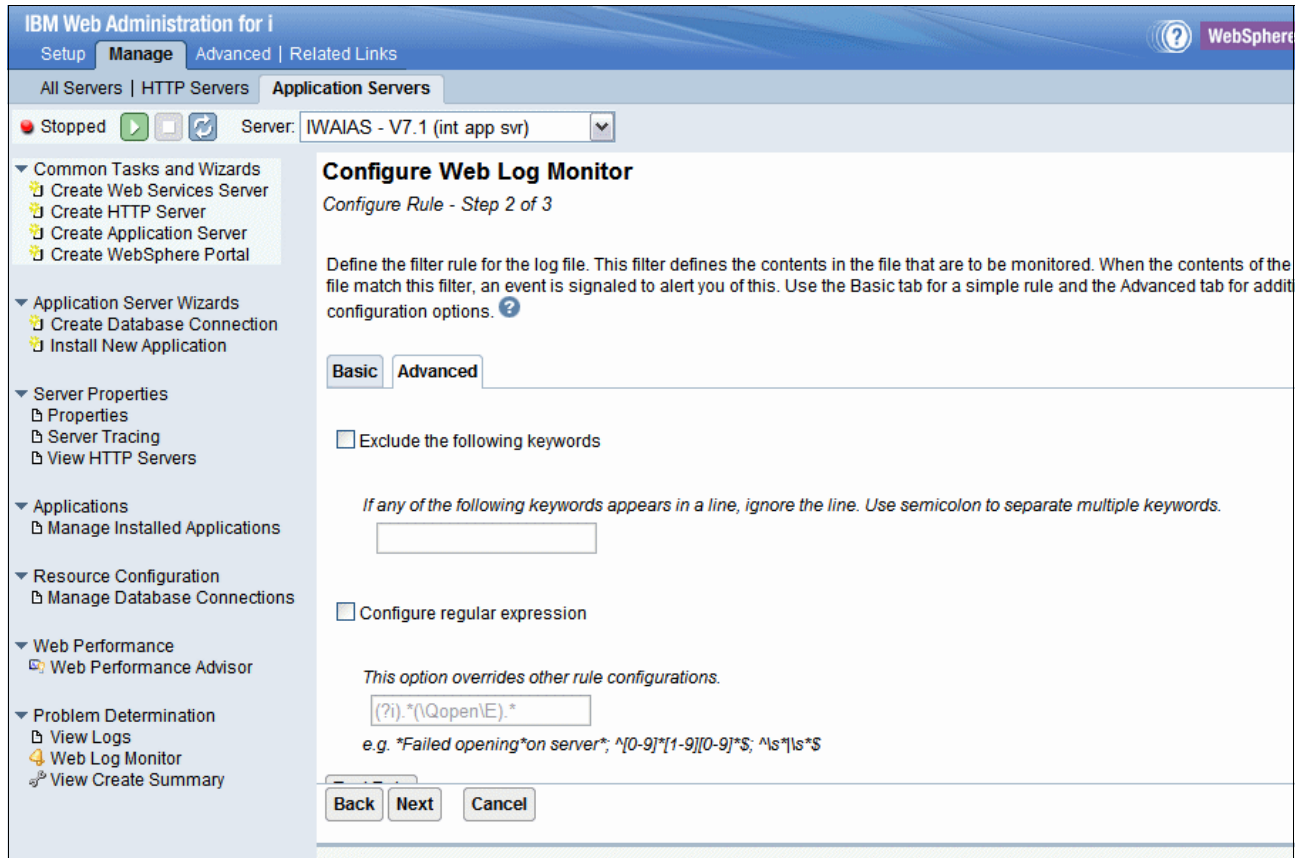 IBM Web Administration for i
Setup Manage Advanced | Related Links
WebSphere
All Servers | HTTP Servers Application Servers
Stopped Server: IWAIAS - V7.1 (int app svr)
Common Tasks and Wizards
Create Web Services Server
Create HTTP Server
Create Application Server
Create WebSphere Portal
Application Server Wizards
Create Database Connection
Install New Application
Server Properties
Properties
Server Tracing
View HTTP Servers
Applications
Manage Installed Applications
Resource Configuration
Manage Database Connections
Web Performance
Web Performance Advisor
Problem Determination
View Logs
Web Log Monitor
View Create Summary
Configure Web Log Monitor
Configure Rule - Step 2 of 3
Define the filter rule for the log file. This filter defines the contents in the file that are to be monitored. When the contents of the
file match this filter, an event is signaled to alert you of this. Use the Basic tab for a simple rule and the Advanced tab for additi
configuration options. ?
Basic Advanced
Exclude the following keywords
If any of the following keywords appears in a line, ignore the line. Use semicolon to separate multiple keywords.
Configure regular expression
This option overrides other rule configurations.
(?i).*(\Qopen\E).*
e.g. *Failed opening*on server*; ^[0-9]*[1-9][0-9]*$; ^\s*|\s*$
Back Next Cancel